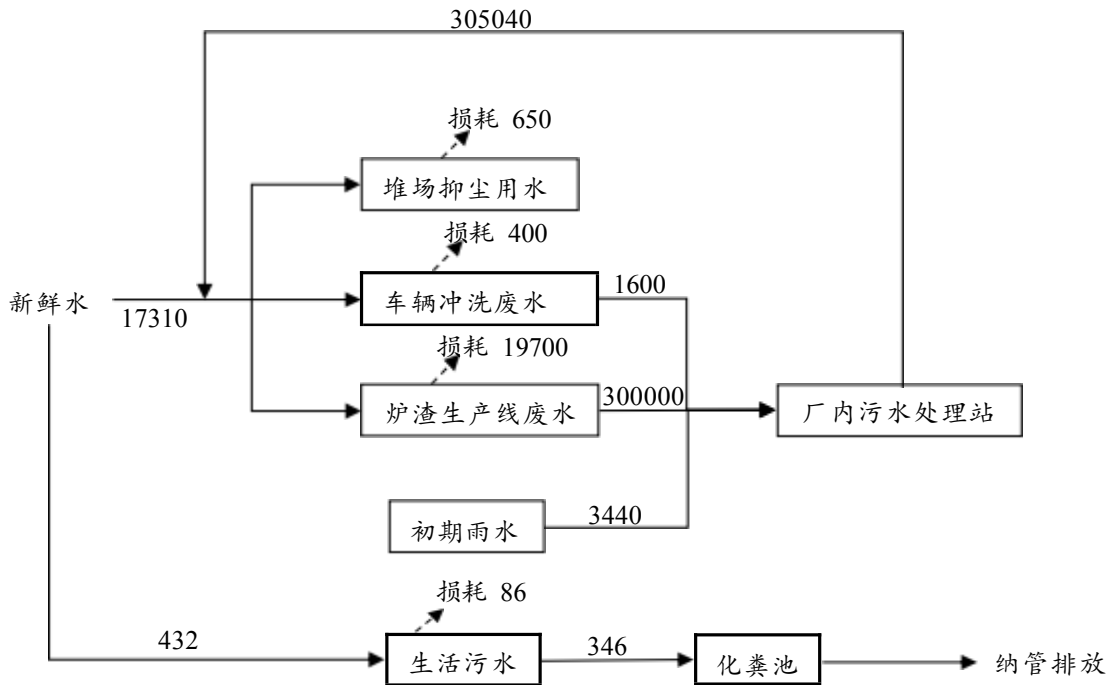 305040
损耗 650
堆场抑尘用水
损耗 400
新鲜水
17310
车辆冲洗废水
1600
损耗 19700
炉渣生产线废水
300000
厂内污水处理站
初期雨水
3440
损耗 86
432
生活污水
346
化粪池
纳管排放